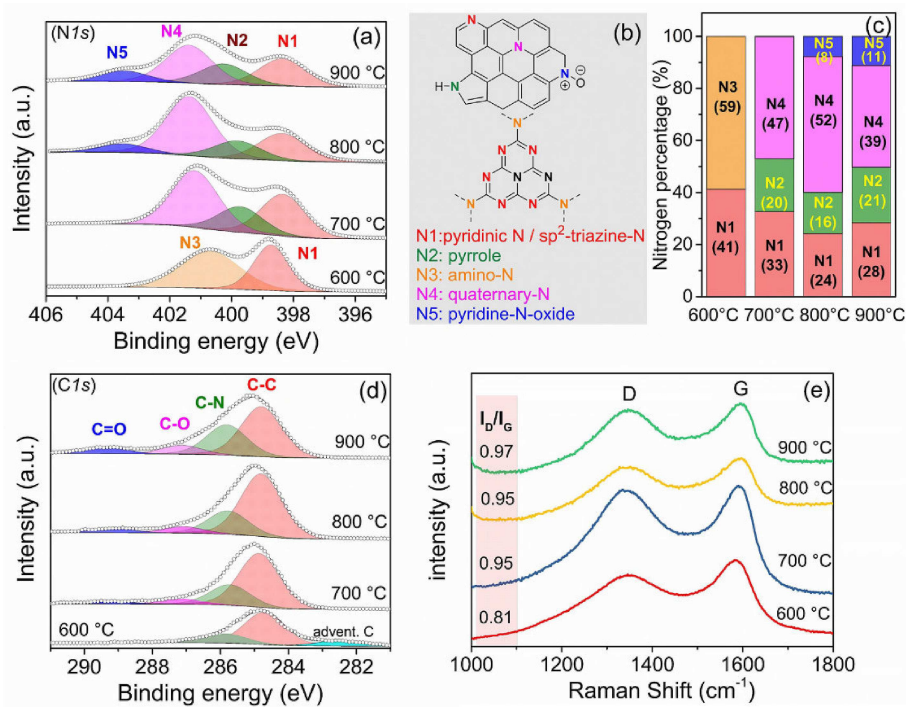 (N1s)
(a)
N5
N4
N2
N1
900 °C
800 °C
700 °C
N3
N1
600 °C
Intensity (a.u.)
406 404 402 400 398 396
Binding energy (eV)
(b)
N
N
H-N
N
⊕
⊖
O
N
N N
N N N
N N N N N
N1:pyridinic N / sp²-triazine-N
N2: pyrrole
N3: amino-N
N4: quaternary-N
N5: pyridine-N-oxide
(c)
Nitrogen percentage (%)
100
80
60
40
20
0
N3
(59)
N1
(41)
N4
(47)
N2
(20)
N1
(33)
N5
(8)
N4
(52)
N2
(16)
N1
(24)
N5
(11)
N4
(39)
N2
(21)
N1
(28)
600°C 700°C 800°C 900°C
(C1s)
(d)
C=O
C-O
C-N
C-C
900 °C
800 °C
700 °C
600 °C
advent. C
Intensity (a.u.)
290 288 286 284 282
Binding energy (eV)
(e)
D
G
I_D/I_G
0.97
0.95
0.95
0.81
900 °C
800 °C
700 °C
600 °C
intensity (a.u.)
1000 1200 1400 1600 1800
Raman Shift (cm⁻¹)